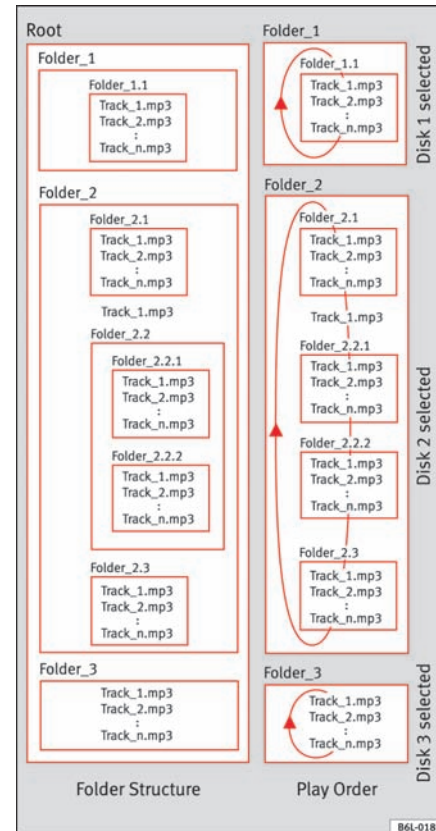 Root
Folder_1
Folder_1.1
Track_1.mp3
Track_2.mp3
:
Track_n.mp3
Folder_2
Folder_2.1
Track_1.mp3
Track_2.mp3
:
Track_n.mp3
Track_1.mp3
Folder_2.2
Folder_2.2.1
Track_1.mp3
Track_2.mp3
:
Track_n.mp3
Folder_2.2.2
Track_1.mp3
Track_2.mp3
:
Track_n.mp3
Folder_2.3
Track_1.mp3
Track_2.mp3
:
Track_n.mp3
Folder_3
Track_1.mp3
Track_2.mp3
:
Track_n.mp3
Folder Structure
Folder_1
Folder_1.1
Track_1.mp3
Track_2.mp3
:
Track_n.mp3
Disk 1 selected
Folder_2
Folder_2.1
Track_1.mp3
Track_2.mp3
:
Track_n.mp3
Track_1.mp3
Folder_2.2.1
Track_1.mp3
Track_2.mp3
:
Track_n.mp3
Folder_2.2.2
Track_1.mp3
Track_2.mp3
:
Track_n.mp3
Folder_2.3
Track_1.mp3
Track_2.mp3
:
Track_n.mp3
Disk 2 selected
Folder_3
Track_1.mp3
Track_2.mp3
:
Track_n.mp3
Disk 3 selected
Play Order
B6L-018